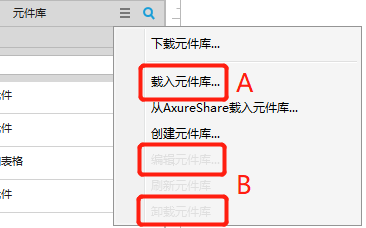 元件库
下载元件库...
载入元件库... A
从AxureShare载入元件库...
创建元件库...
编辑元件库...
刷新元件库
卸载元件库 B
件
件
表格
件